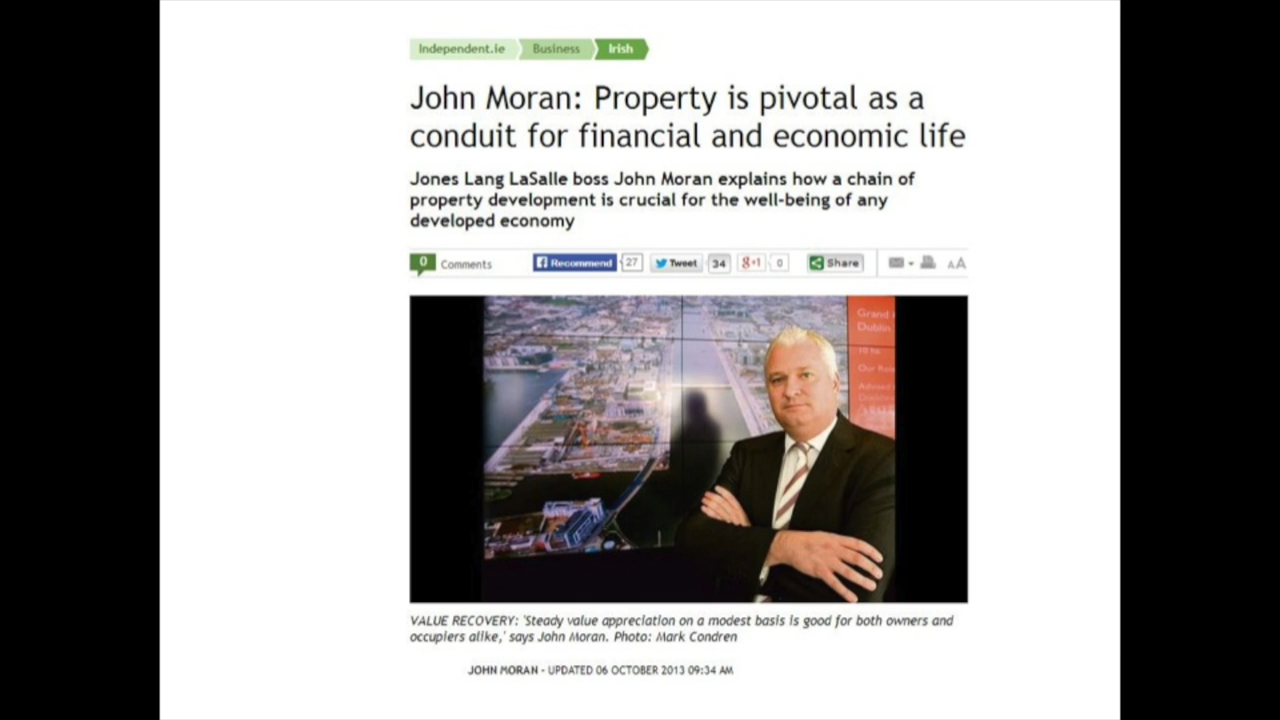 Independent.ie Business Irish
John Moran: Property is pivotal as a
conduit for financial and economic life
Jones Lang LaSalle boss John Moran explains how a chain of
property development is crucial for the well-being of any
developed economy
0 Comments Recommend 27 Tweet 34 g+1 0 Share AA
Grand
Dublin
VALUE RECOVERY: 'Steady value appreciation on a modest basis is good for both owners and
occupiers alike,' says John Moran. Photo: Mark Condren
JOHN MORAN - UPDATED 06 OCTOBER 2013 09:34 AM